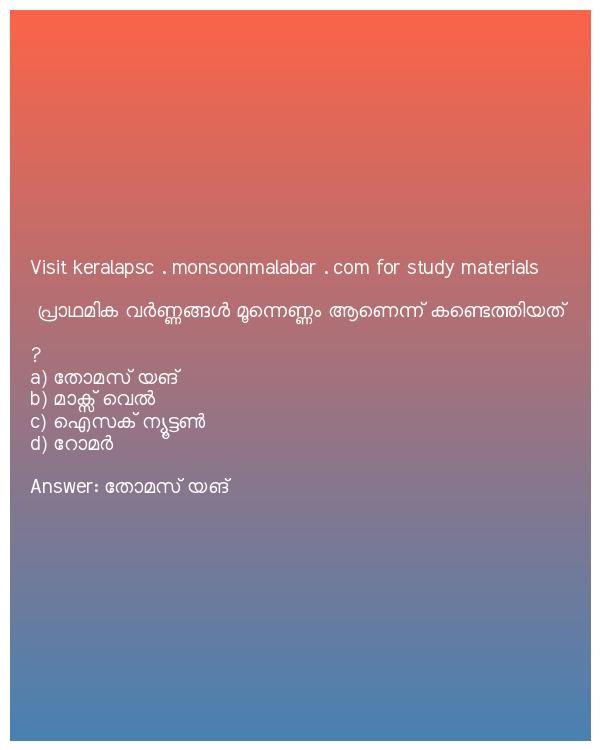 Visit keralapsc . monsoonmalabar . com for study materials
പ്രാഥമിക വർണ്ണങ്ങൾ മൂന്നെണ്ണം ആണെന്ന് കണ്ടെത്തിയത്
?
a) തോമസ് യങ്
b) മാക്സ് വെൽ
c) ഐസക് ന്യൂട്ടൺ
d) റോമർ
Answer: തോമസ് യങ്